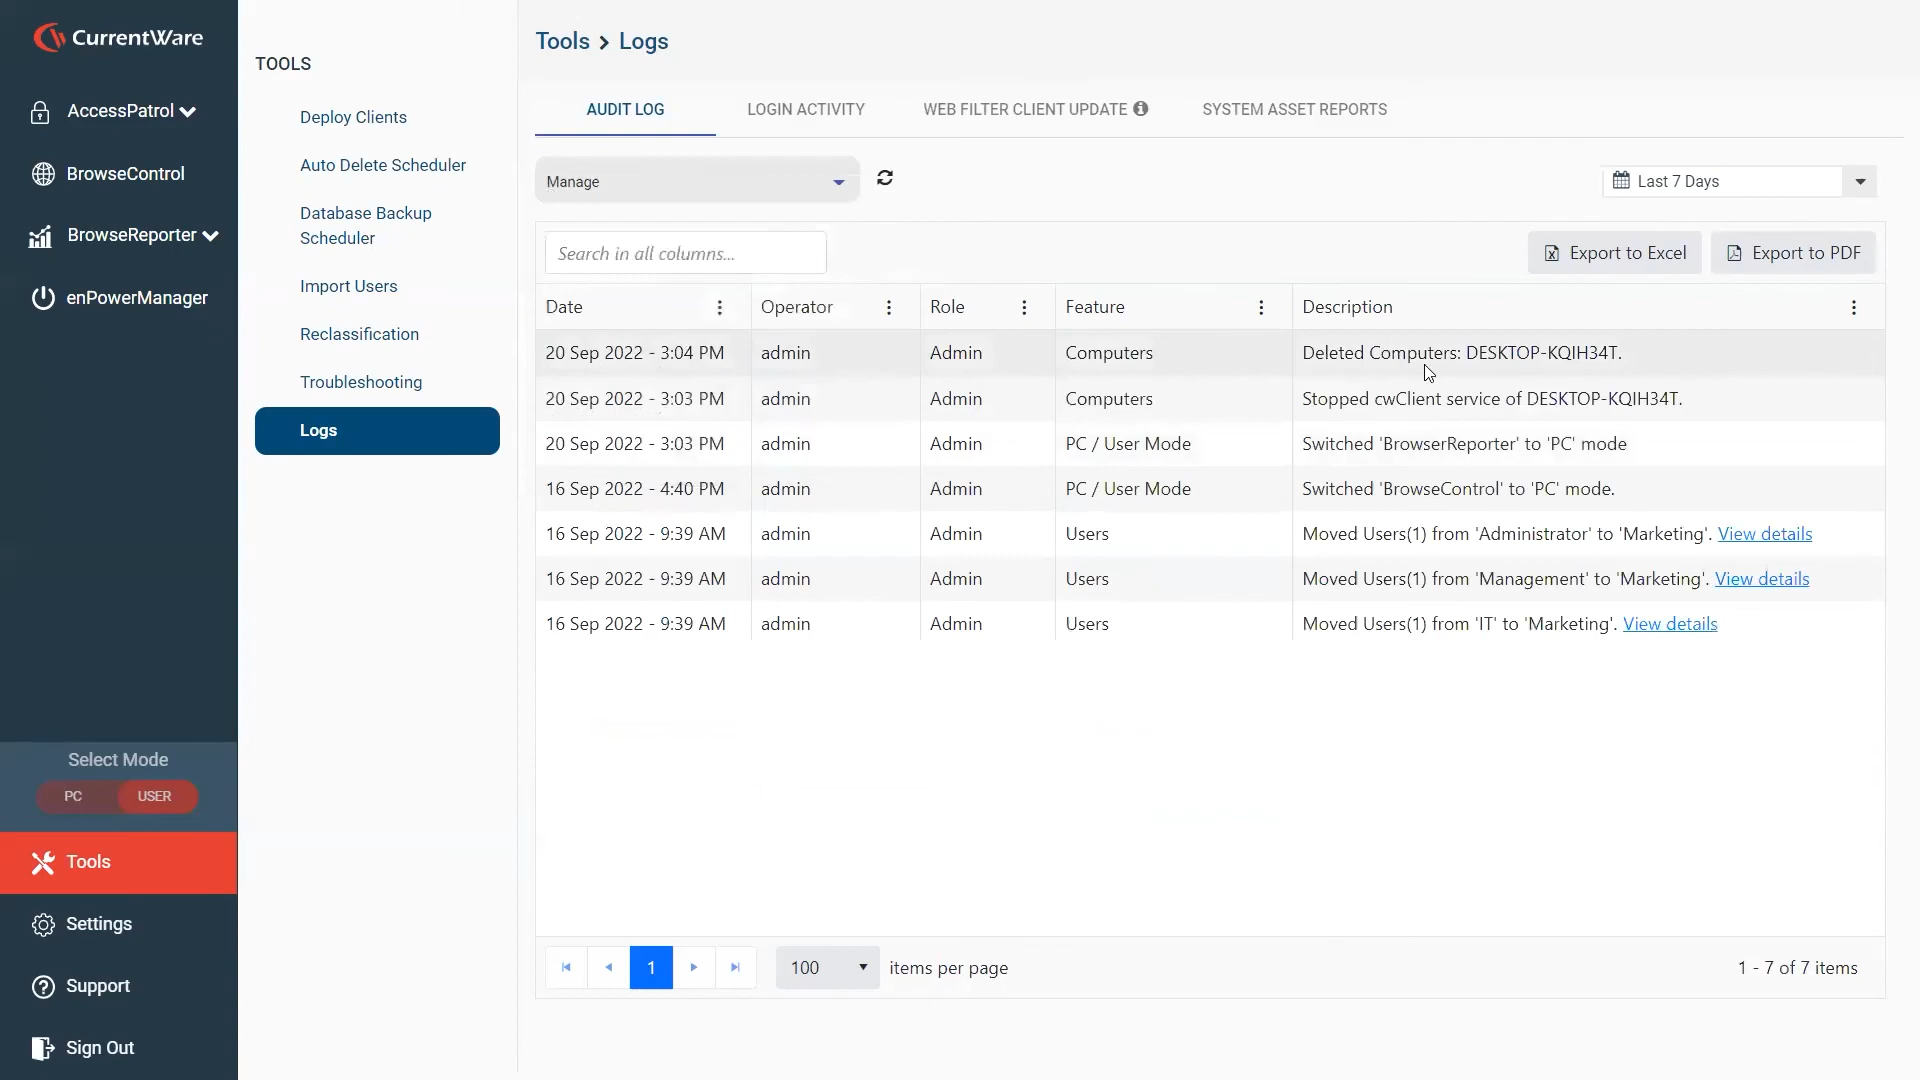 CurrentWare
AccessPatrol
BrowseControl
BrowseReporter
enPowerManager
Select Mode
PC USER
Tools
Settings
Support
Sign Out
TOOLS
Deploy Clients
Auto Delete Scheduler
Database Backup
Scheduler
Import Users
Reclassification
Troubleshooting
Logs
Tools > Logs
AUDIT LOG LOGIN ACTIVITY WEB FILTER CLIENT UPDATE SYSTEM ASSET REPORTS
Manage Last 7 Days
Search in all columns... Export to Excel Export to PDF
Date Operator Role Feature Description
20 Sep 2022 - 3:04 PM admin Admin Computers Deleted Computers: DESKTOP-KQIH34T.
20 Sep 2022 - 3:03 PM admin Admin Computers Stopped cwClient service of DESKTOP-KQIH34T.
20 Sep 2022 - 3:03 PM admin Admin PC / User Mode Switched 'BrowserReporter' to 'PC' mode
16 Sep 2022 - 4:40 PM admin Admin PC / User Mode Switched 'BrowseControl' to 'PC' mode.
16 Sep 2022 - 9:39 AM admin Admin Users Moved Users(1) from 'Administrator' to 'Marketing'. View details
16 Sep 2022 - 9:39 AM admin Admin Users Moved Users(1) from 'Management' to 'Marketing'. View details
16 Sep 2022 - 9:39 AM admin Admin Users Moved Users(1) from 'IT' to 'Marketing'. View details
1 100 items per page 1 - 7 of 7 items